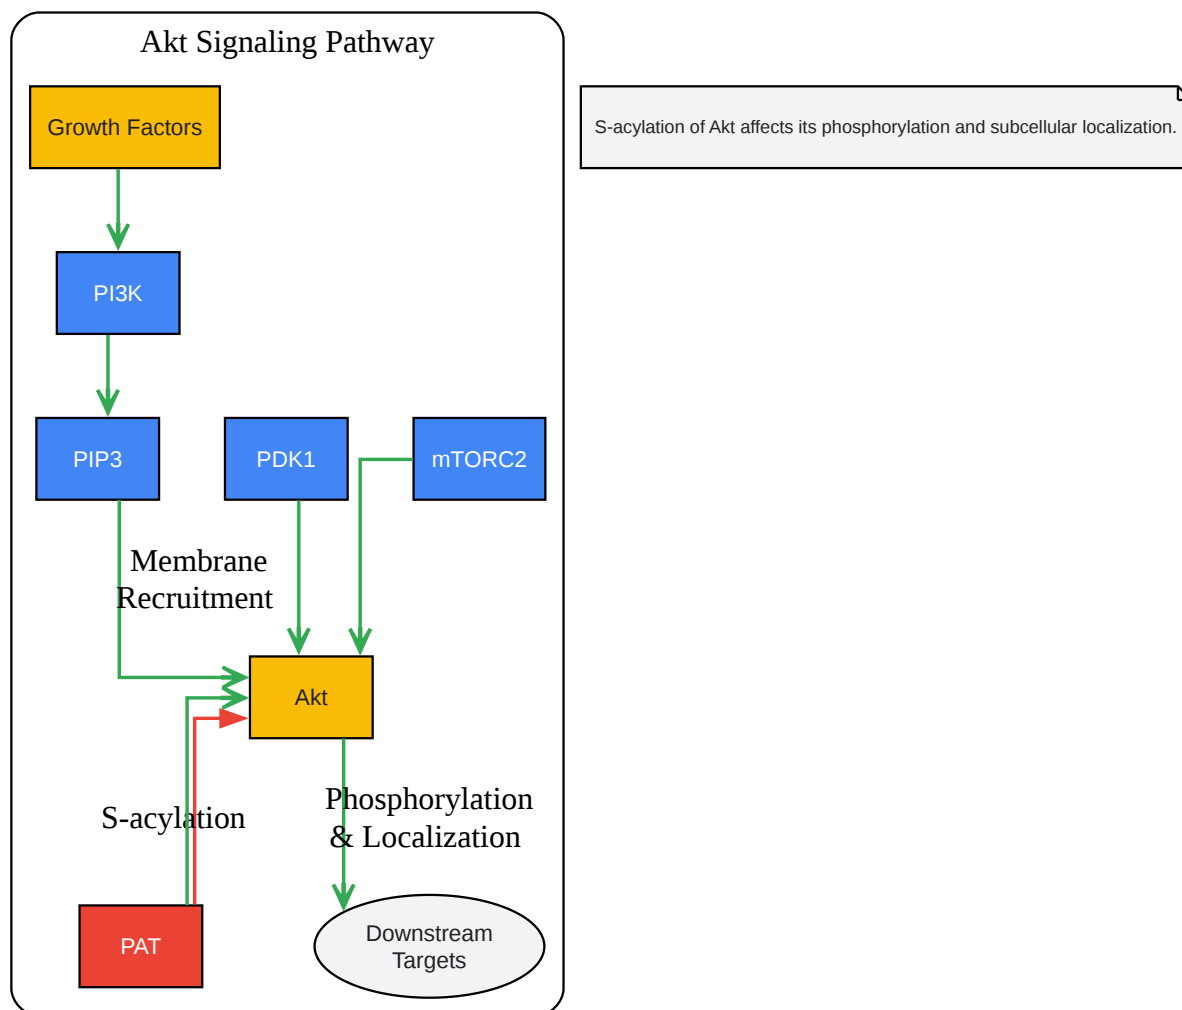 Akt Signaling Pathway
Growth Factors
S-acylation of Akt affects its phosphorylation and subcellular localization.
PI3K
PIP3
PDK1
mTORC2
Membrane
Recruitment
Akt
S-acylation
Phosphorylation
& Localization
PAT
Downstream
Targets